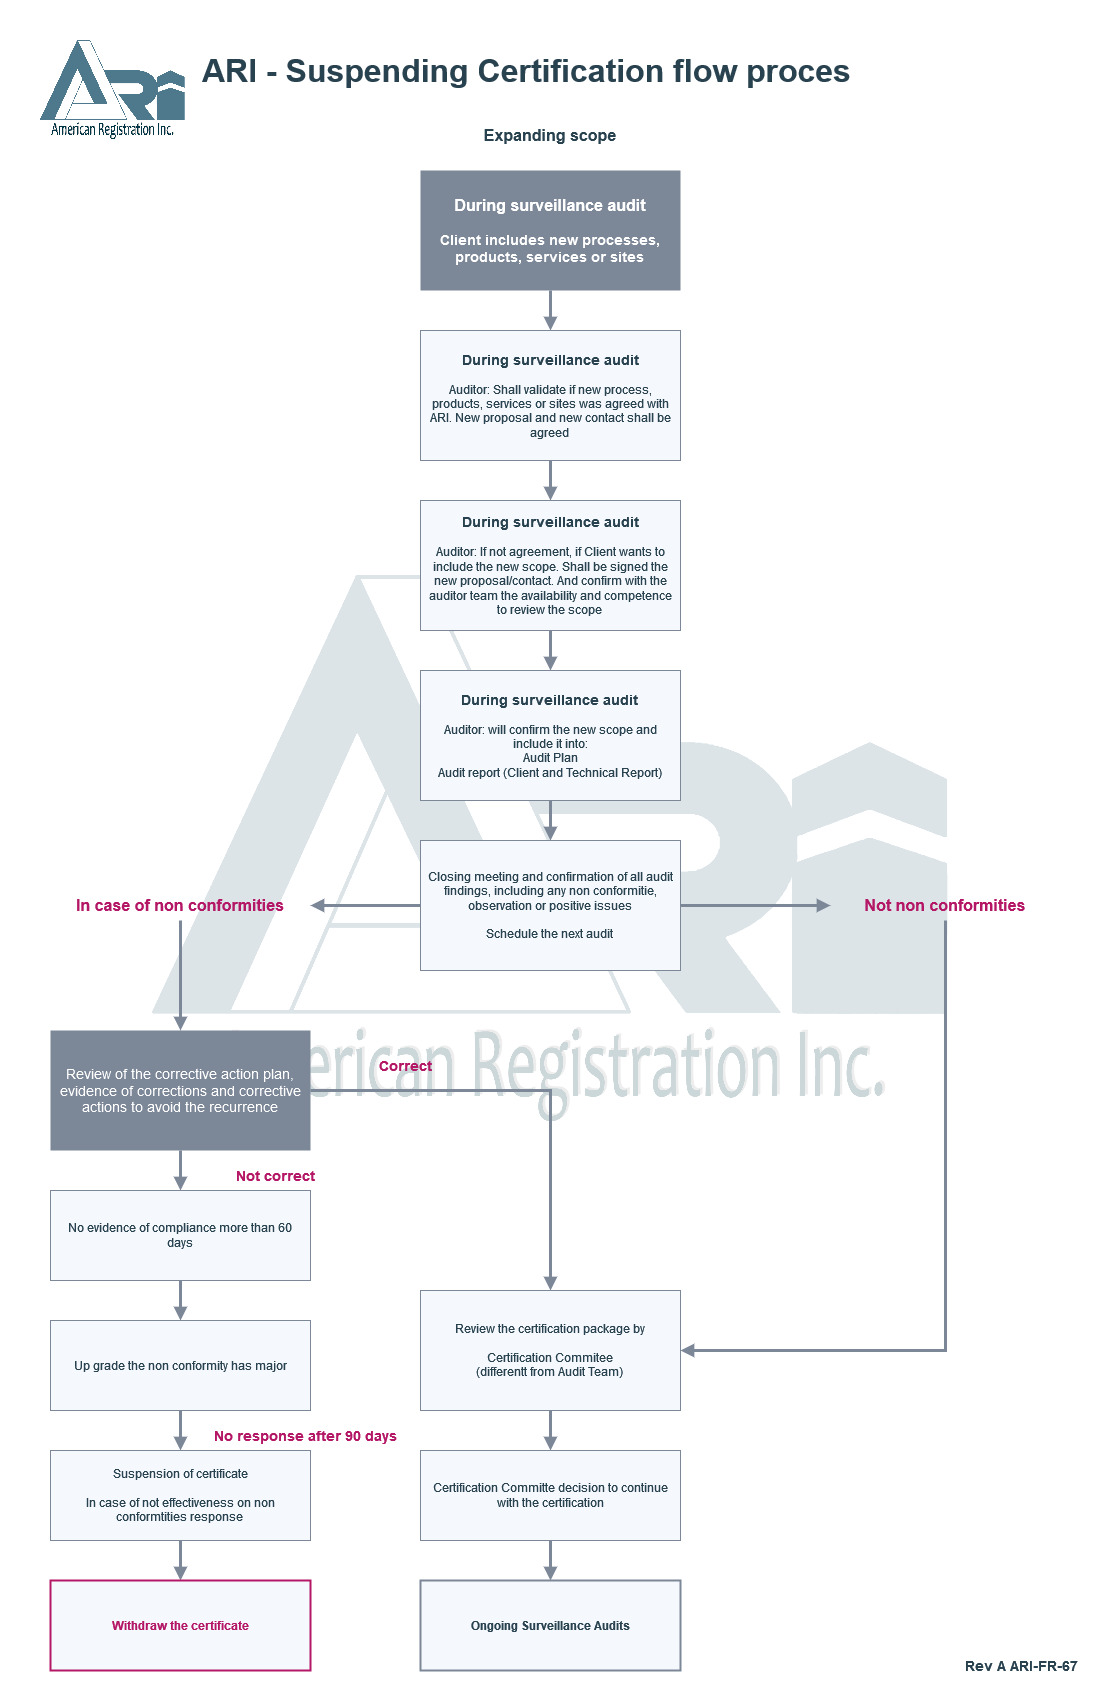 ARI - Suspending Certification flow proces
American Registration Inc.
Expanding scope
During surveillance audit
Client includes new processes,
products, services or sites
During surveillance audit
Auditor: Shall validate if new process,
products, services or sites was agreed with
ARI. New proposal and new contact shall be
agreed
During surveillance audit
Auditor: If not agreement, if Client wants to
include the new scope. Shall be signed the
new proposal/contact. And confirm with the
auditor team the availability and competence
to review the scope
During surveillance audit
Auditor: will confirm the new scope and
include it into:
Audit Plan
Audit report (Client and Technical Report)
Closing meeting and confirmation of all audit
findings, including any non conformitie,
observation or positive issues
Schedule the next audit
In case of non conformities
Not non conformities
Review of the corrective action plan,
evidence of corrections and corrective
actions to avoid the recurrence
Correct
American Registration Inc.
Not correct
No evidence of compliance more than 60
days
Up grade the non conformity has major
No response after 90 days
Suspension of certificate
In case of not effectiveness on non
conformtities response
Withdraw the certificate
Review the certification package by
Certification Commitee
(differentt from Audit Team)
Certification Committe decision to continue
with the certification
Ongoing Surveillance Audits
Rev A ARI-FR-67